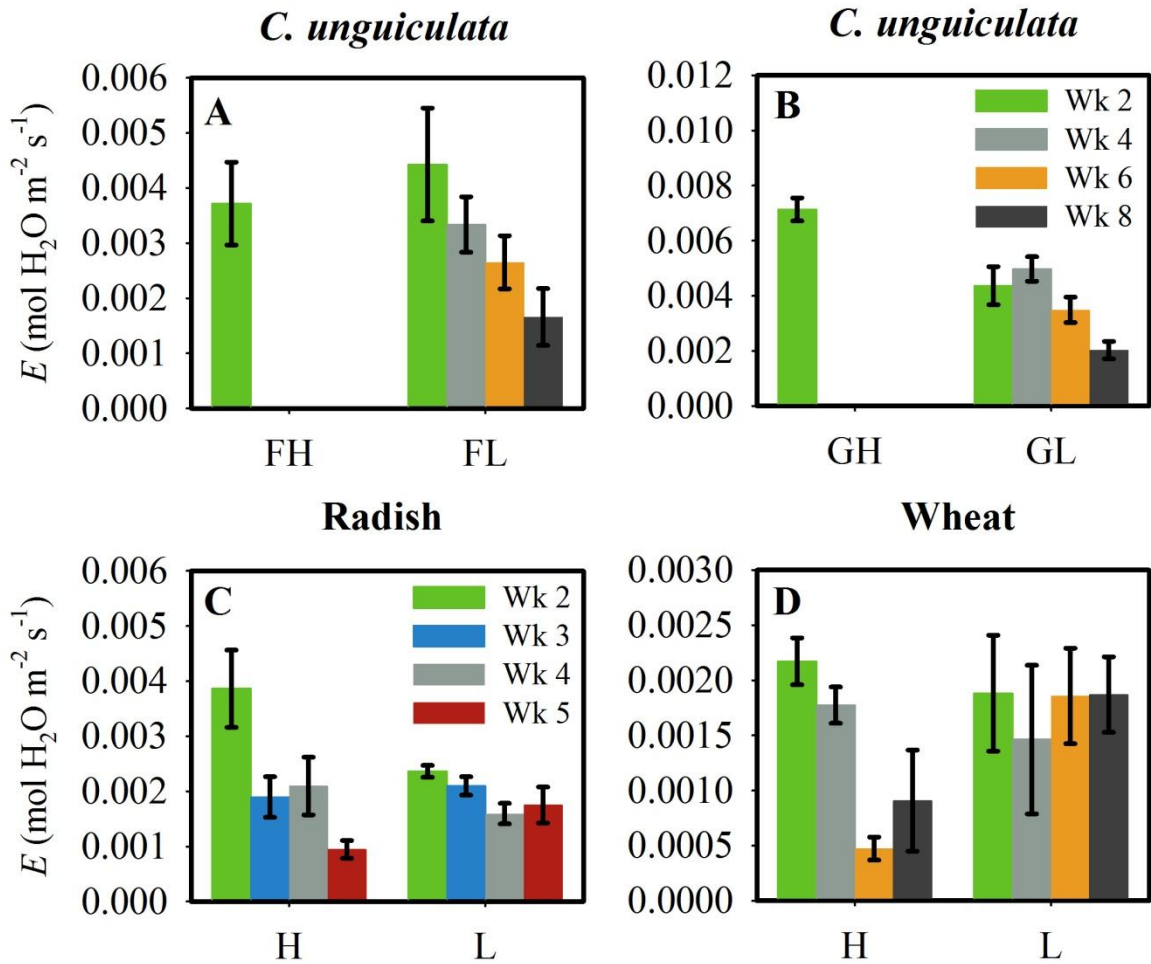 C. unguiculata
A
0.006
0.005
0.004
0.003
0.002
0.001
0.000
E (mol H₂O m⁻² s⁻¹)
FH FL
C. unguiculata
B
0.012
0.010
0.008
0.006
0.004
0.002
0.000
Wk 2
Wk 4
Wk 6
Wk 8
GH GL
Radish
C
0.006
0.005
0.004
0.003
0.002
0.001
0.000
E (mol H₂O m⁻² s⁻¹)
Wk 2
Wk 3
Wk 4
Wk 5
H L
Wheat
D
0.0030
0.0025
0.0020
0.0015
0.0010
0.0005
0.0000
H L